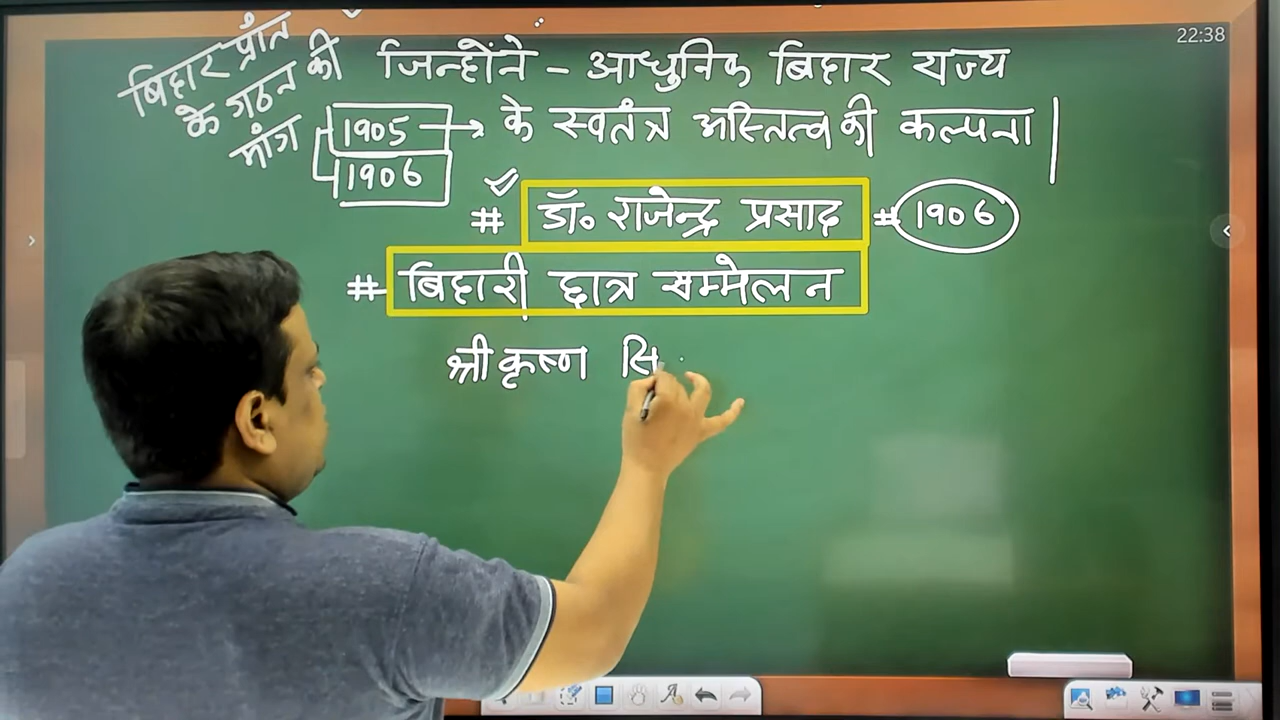 22:38
बिहार प्रांत
के गठन की
मांग
जिन्होंने - आधुनिक बिहार राज्य
1905 → के स्वतंत्र अस्तित्व की कल्पना |
1906
# डॉ. राजेन्द्र प्रसाद # 1906
# बिहारी छात्र सम्मेलन
श्री कृष्ण सि